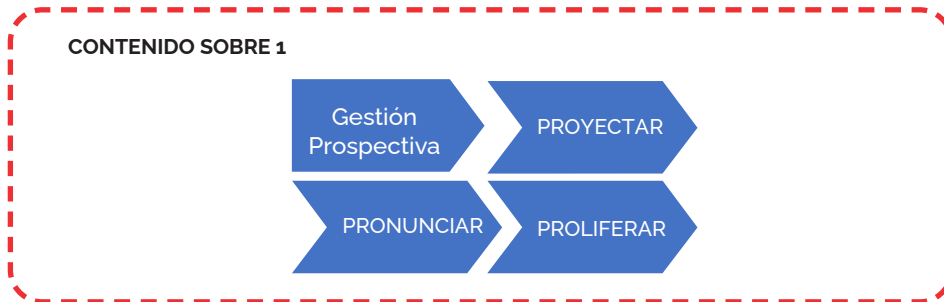 CONTENIDO SOBRE 1
Gestión
Prospectiva
PROYECTAR
PRONUNCIAR
PROLIFERAR